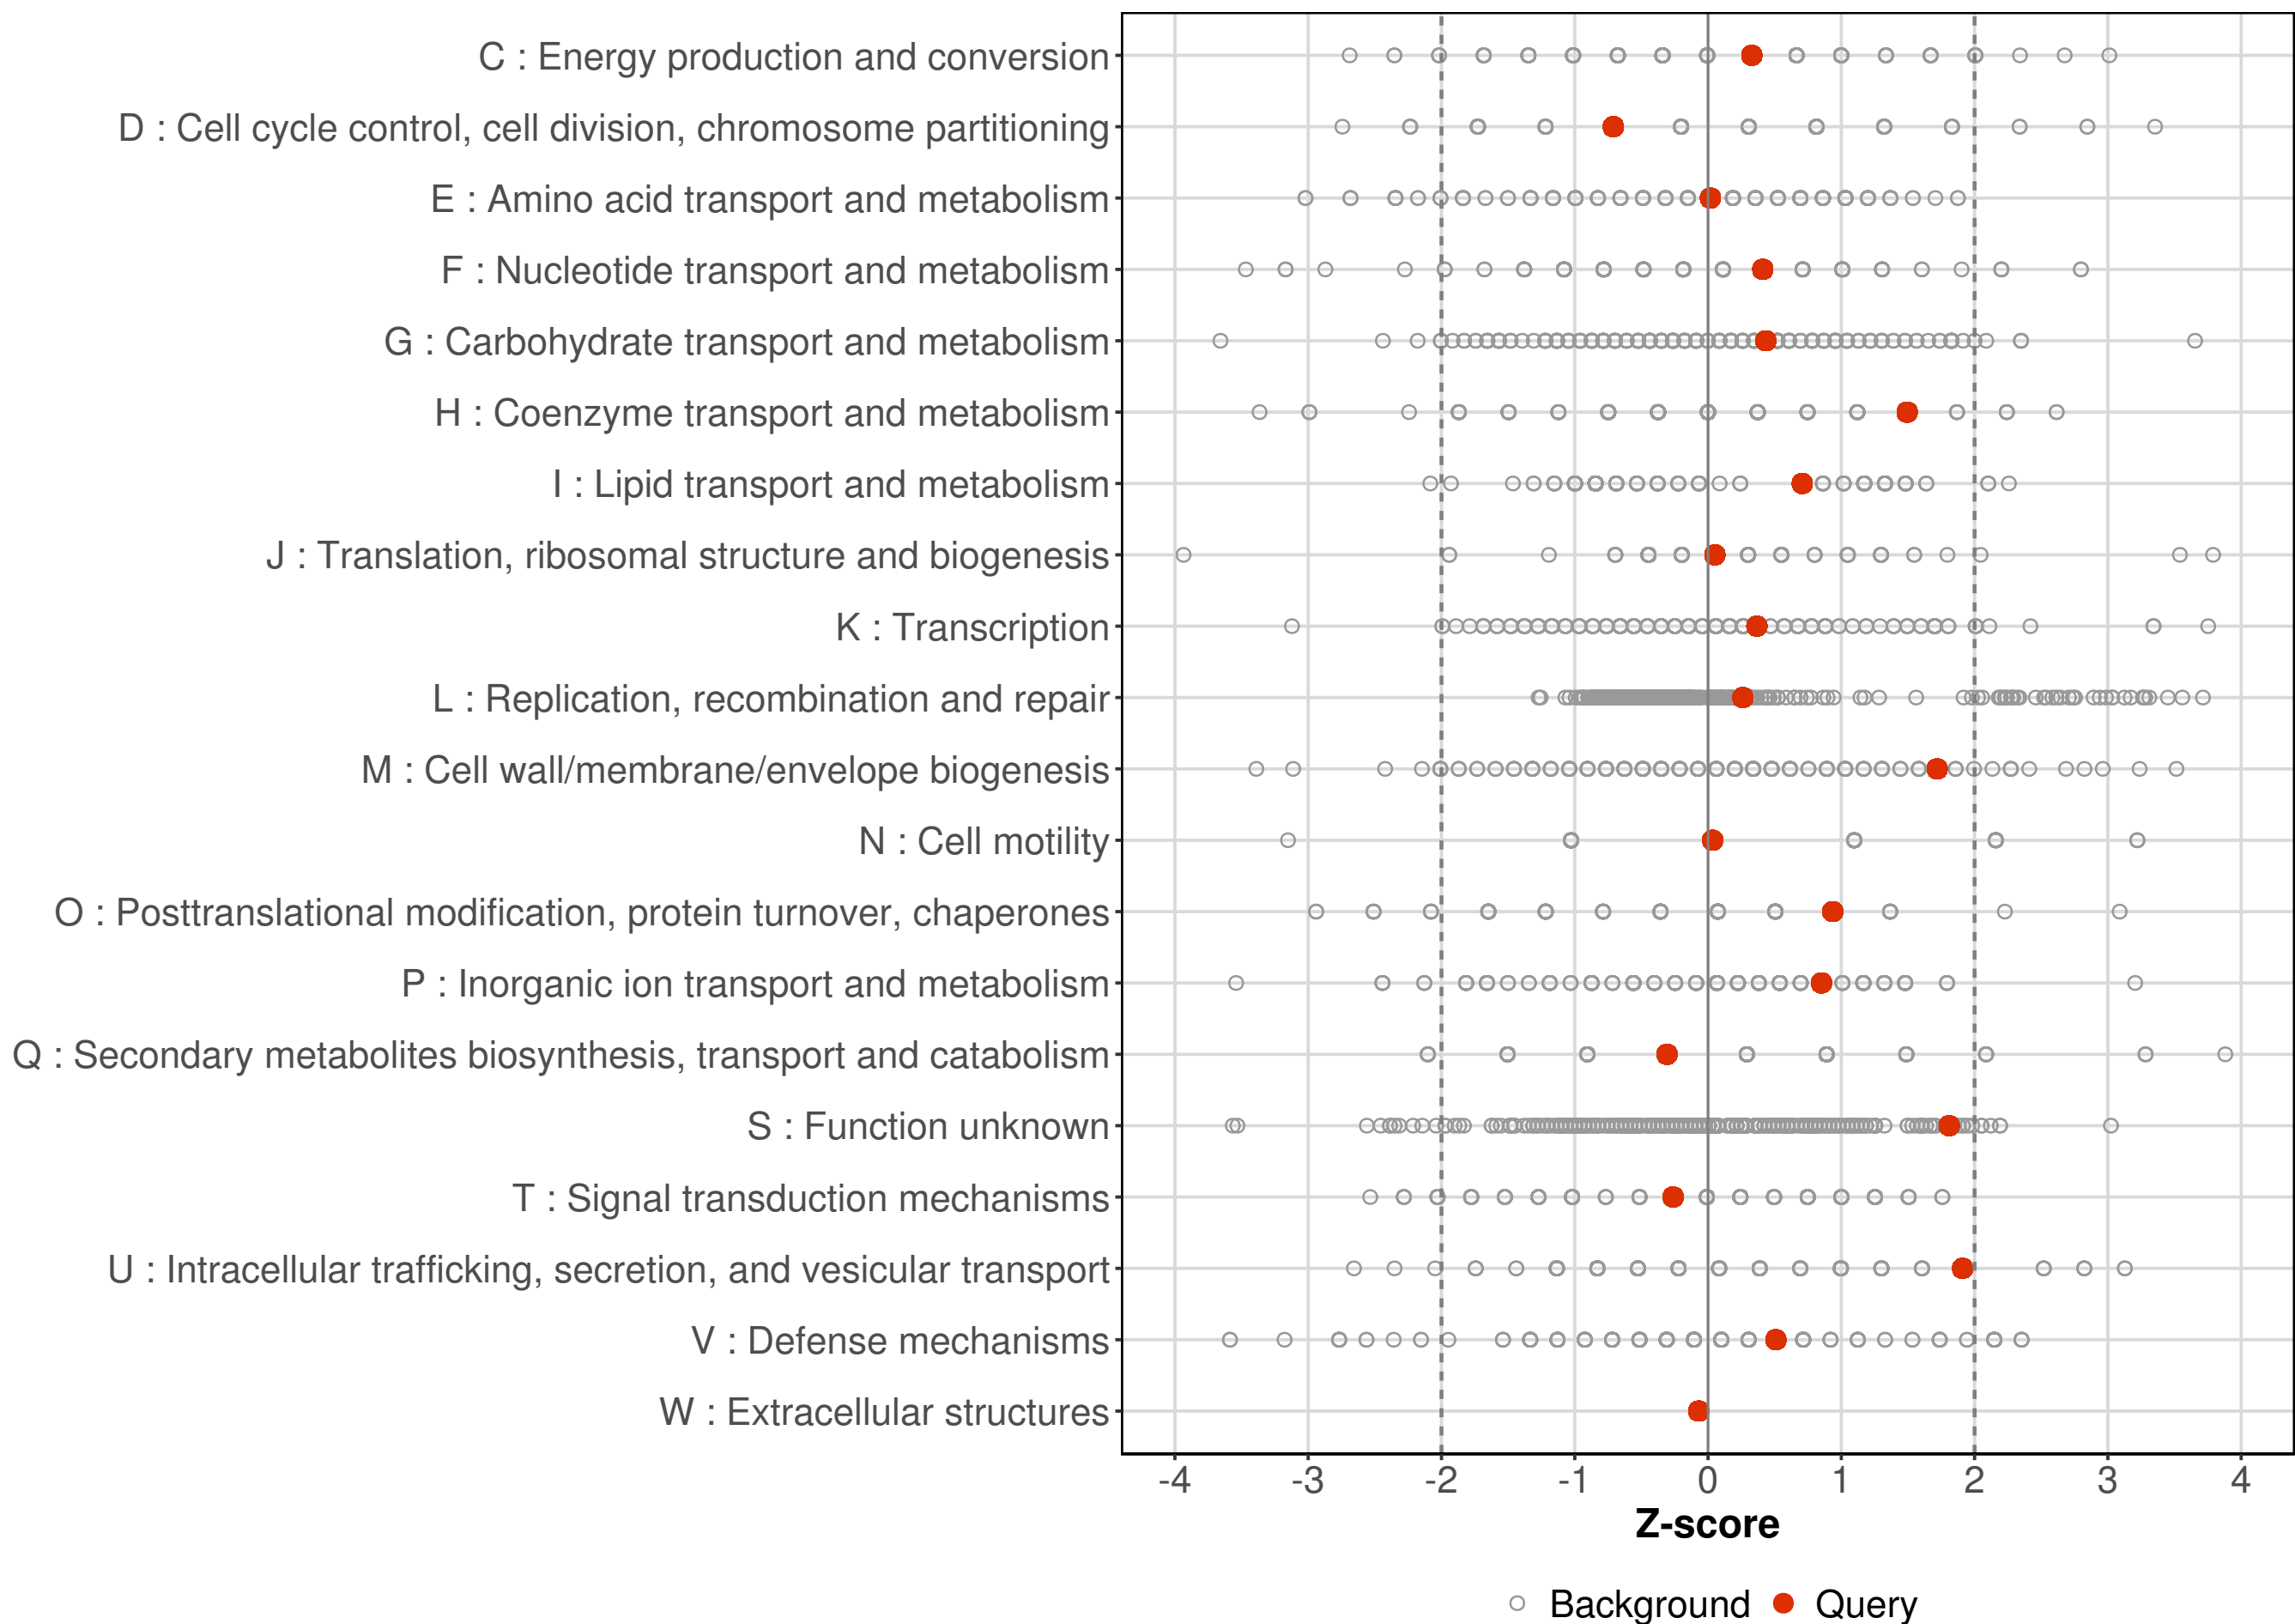 C : Energy production and conversion
D : Cell cycle control, cell division, chromosome partitioning
E : Amino acid transport and metabolism
F : Nucleotide transport and metabolism
G : Carbohydrate transport and metabolism
H : Coenzyme transport and metabolism
I : Lipid transport and metabolism
J : Translation, ribosomal structure and biogenesis
K : Transcription
L : Replication, recombination and repair
M : Cell wall/membrane/envelope biogenesis
N : Cell motility
O : Posttranslational modification, protein turnover, chaperones
P : Inorganic ion transport and metabolism
Q : Secondary metabolites biosynthesis, transport and catabolism
S : Function unknown
T : Signal transduction mechanisms
U : Intracellular trafficking, secretion, and vesicular transport
V : Defense mechanisms
W : Extracellular structures
-4 -3 -2 -1 0 1 2 3 4
Z-score
Background Query